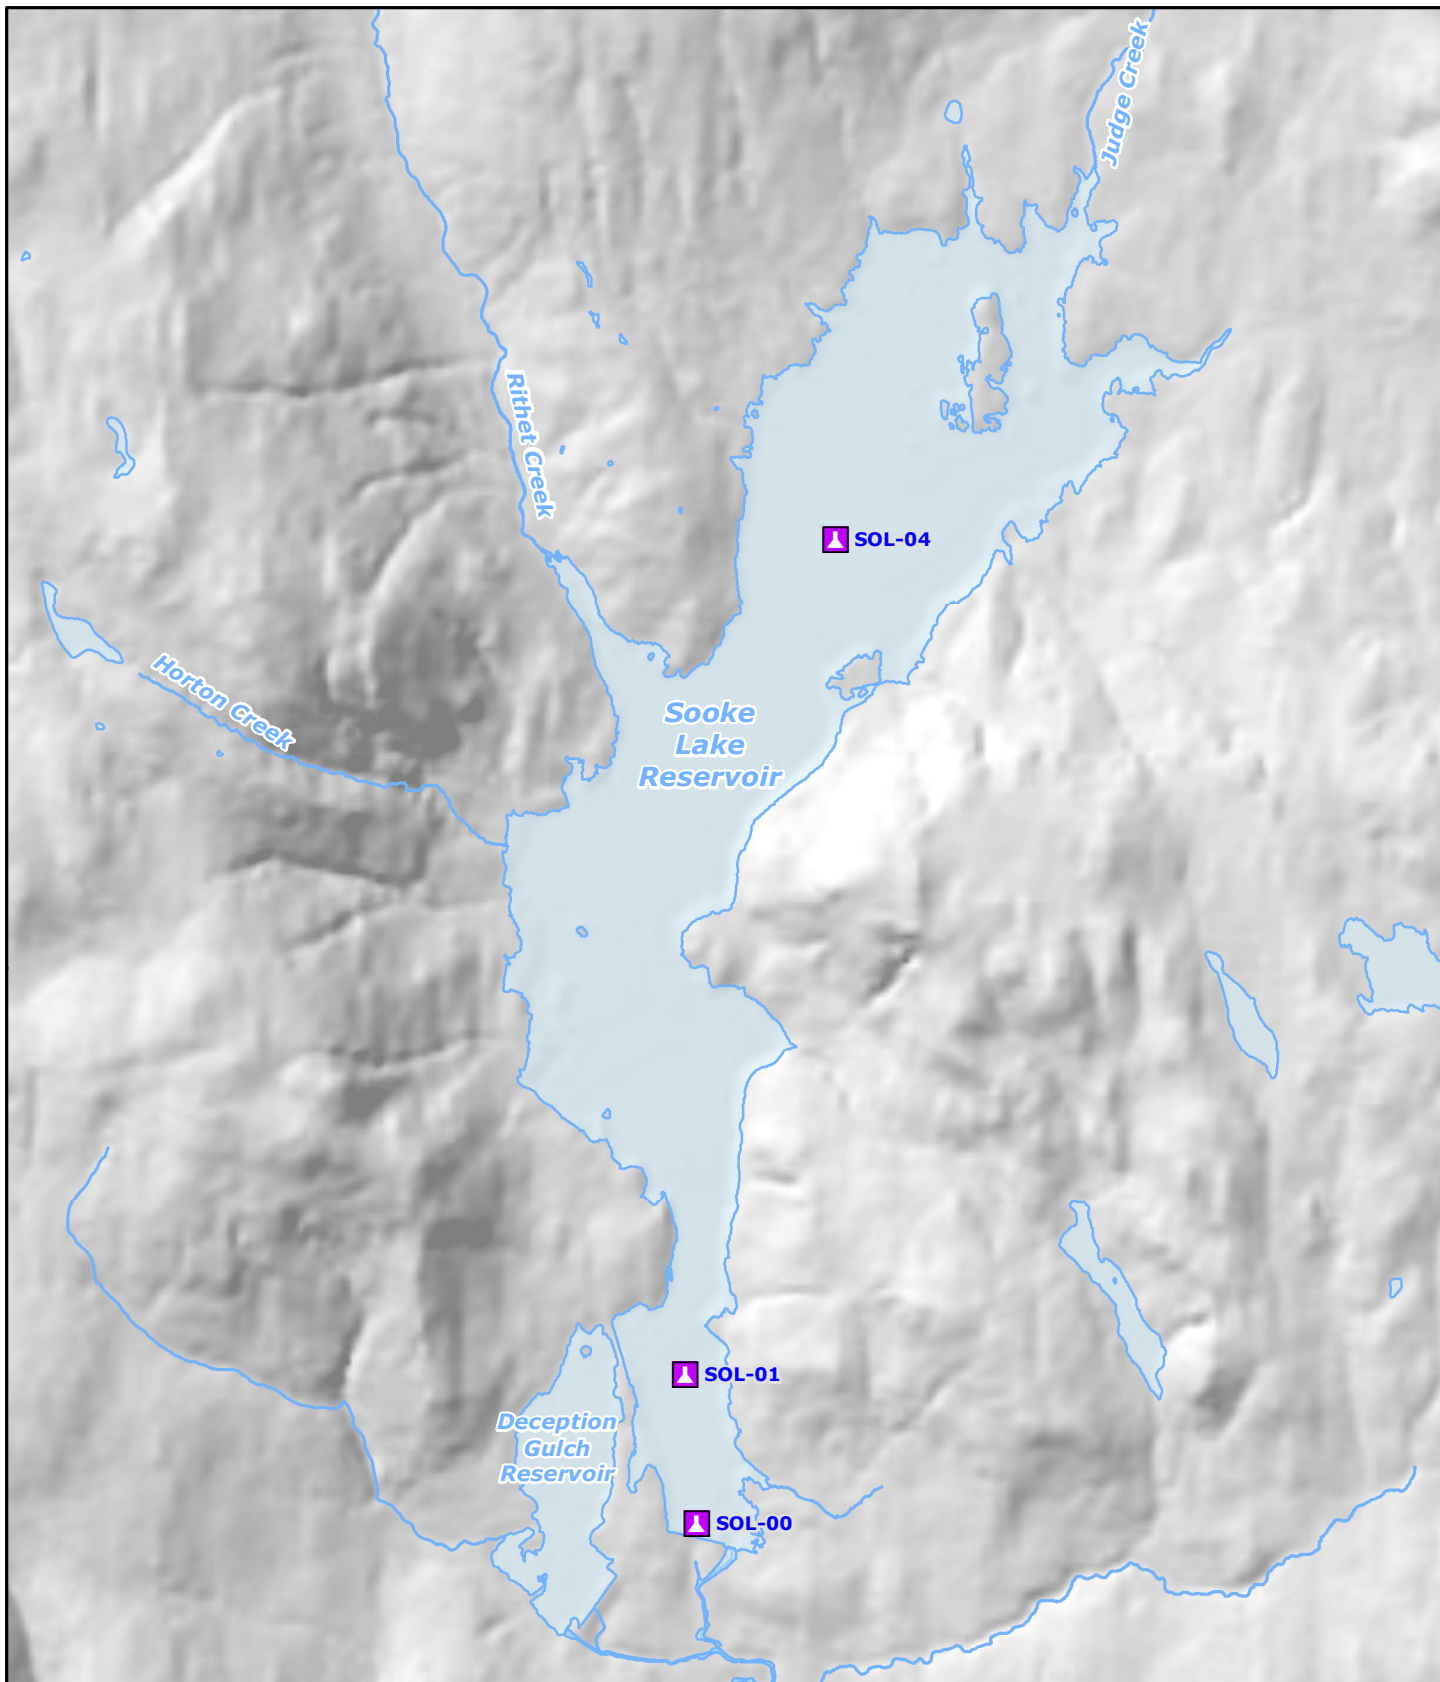 Judge Creek
Rithet Creek
SOL-04
Horton Creek
Sooke
Lake
Reservoir
SOL-01
Deception
Gulch
Reservoir
SOL-00